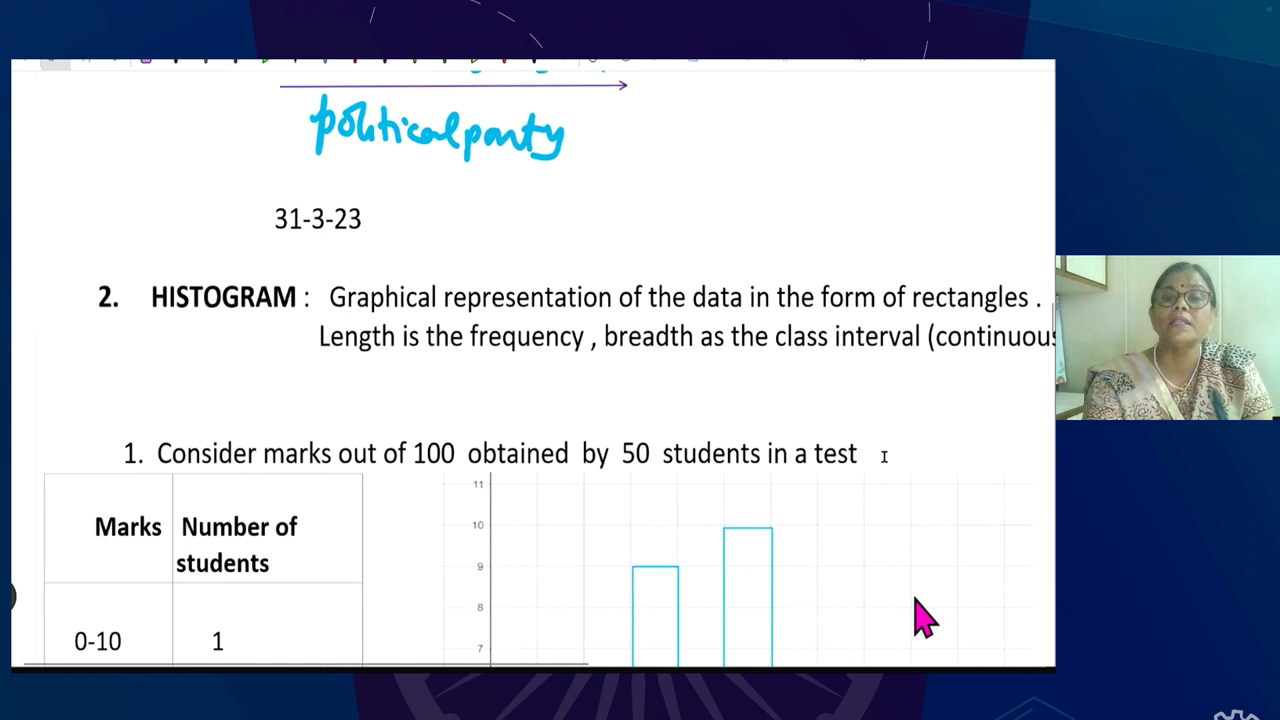 political party
31-3-23
2. HISTOGRAM : Graphical representation of the data in the form of rectangles .
Length is the frequency , breadth as the class interval (continuous
1. Consider marks out of 100 obtained by 50 students in a test
Marks Number of
students
0-10 1
11
10
9
8
7